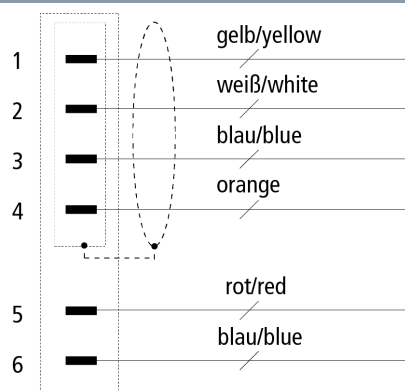 1 gelb/yellow
2 weiß/white
3 blau/blue
4 orange
5 rot/red
6 blau/blue